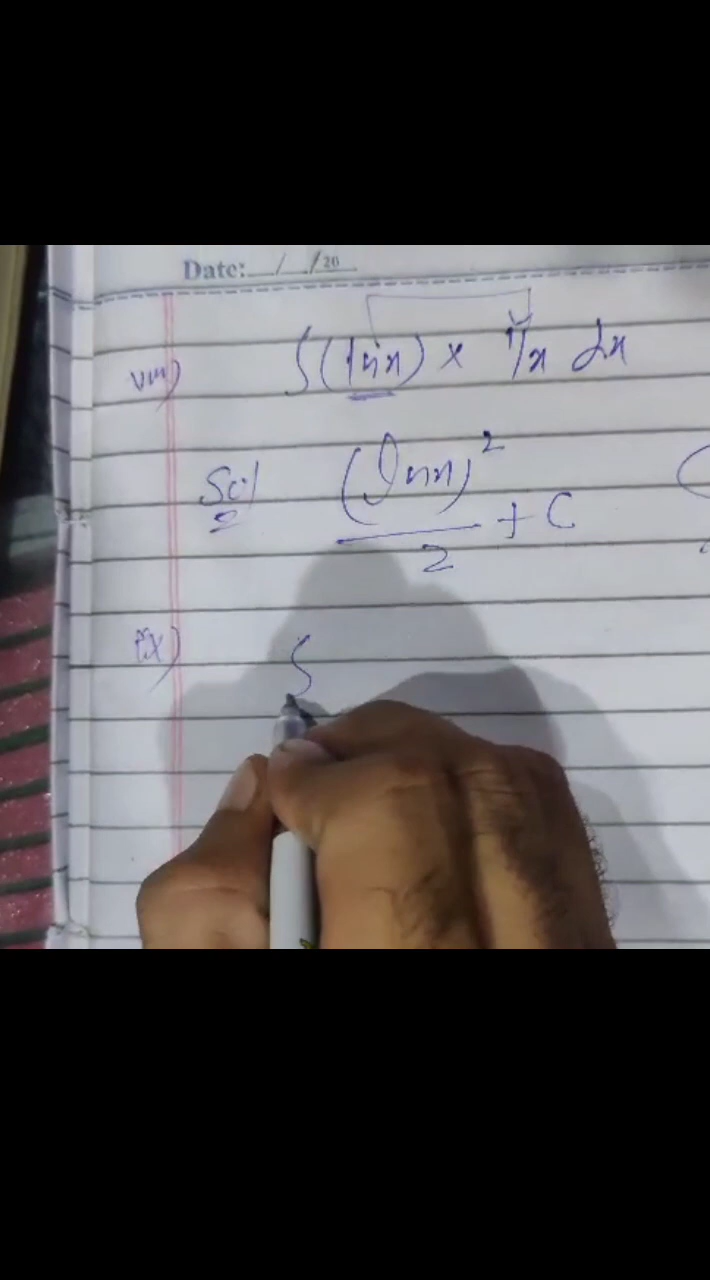 Date: / /20
viii) ∫(lnx) × 1/x dx
Sol (lnx)² / 2 + C
ix) ∫